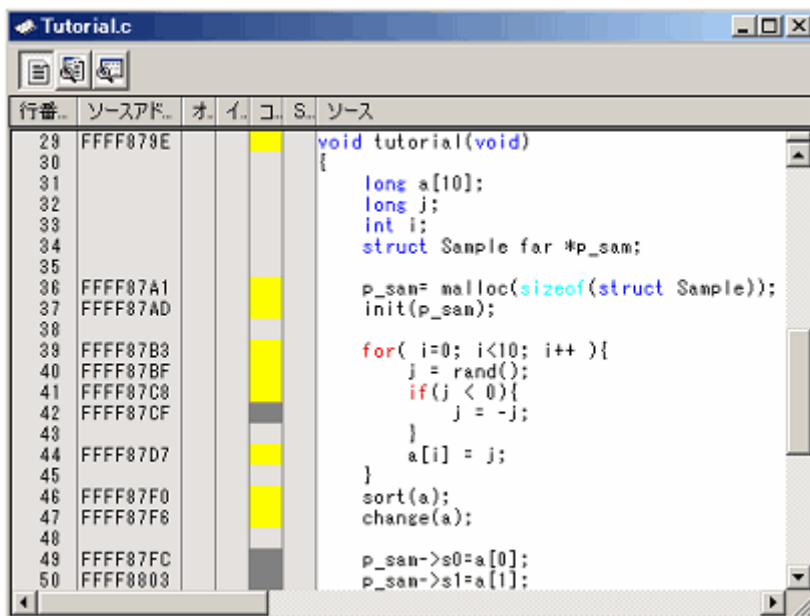 Tutorial.c
行番... ソースアド... オ.. イ.. コ.. S.. ソース
29 FFFF879E void tutorial(void)
30 {
31 long a[10];
32 long j;
33 int i;
34 struct Sample far *p_sam;
35
36 FFFF87A1 p_sam= malloc(sizeof(struct Sample));
37 FFFF87AD init(p_sam);
38
39 FFFF87B3 for( i=0; i<10; i++ ){
40 FFFF87BF j = rand();
41 FFFF87C8 if(j < 0){
42 FFFF87CF j = -j;
43 }
44 FFFF87D7 a[i] = j;
45 }
46 FFFF87F0 sort(a);
47 FFFF87F6 change(a);
48
49 FFFF87FC p_sam->s0=a[0];
50 FFFF8803 p_sam->s1=a[1];